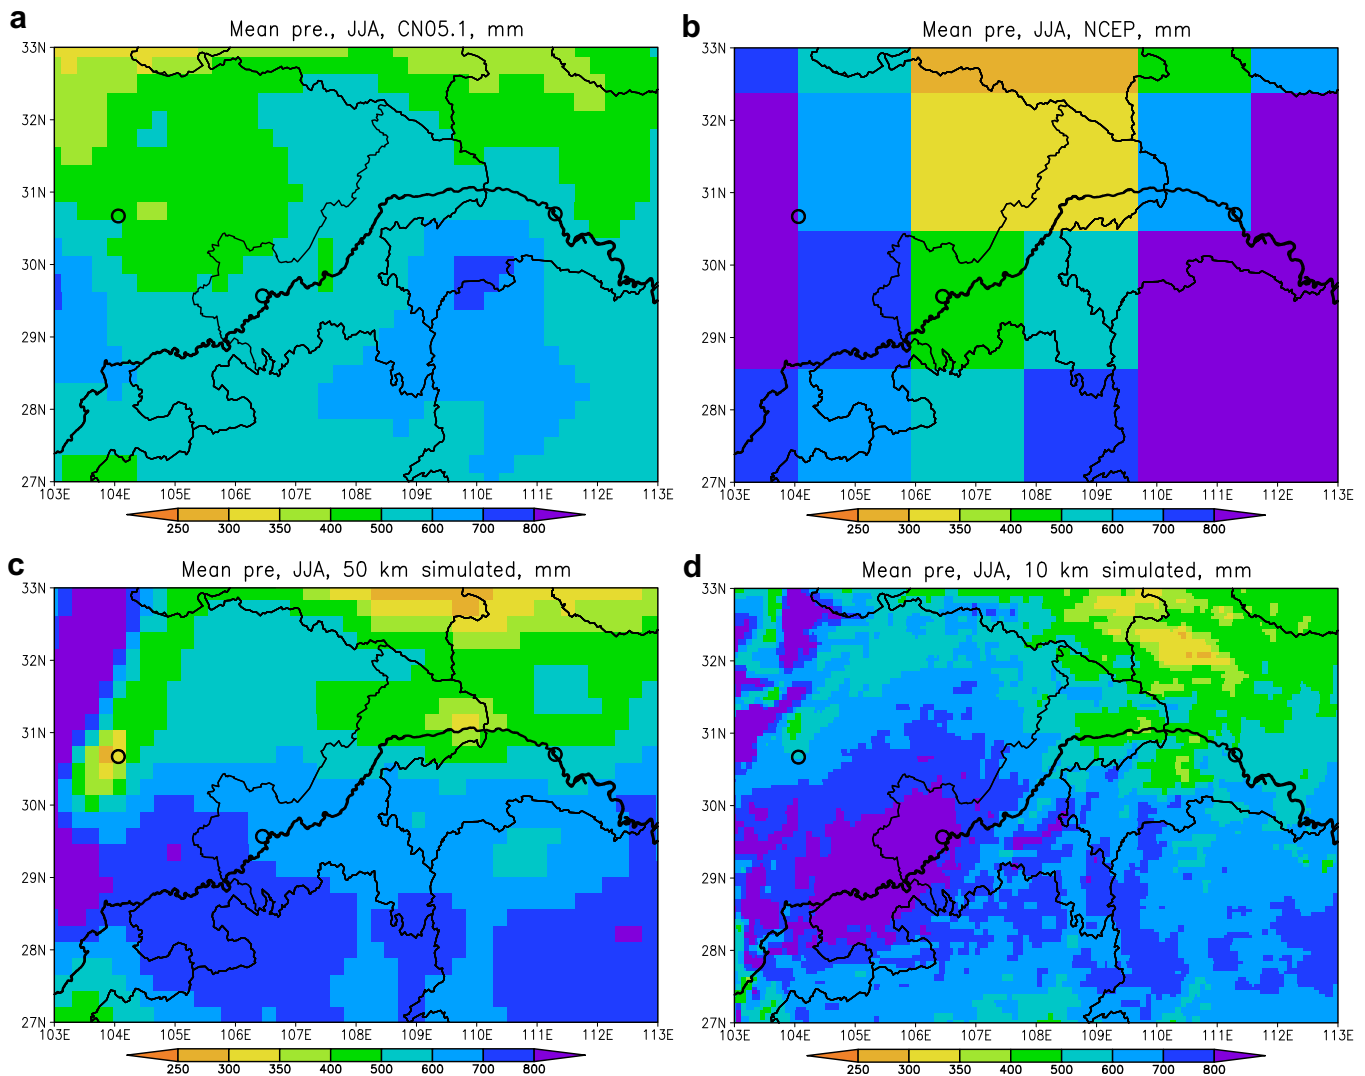 a
Mean pre., JJA, CN05.1, mm
33N
32N
31N
30N
29N
28N
27N
103E 104E 105E 106E 107E 108E 109E 110E 111E 112E 113E
250 300 350 400 500 600 700 800
b
Mean pre, JJA, NCEP, mm
33N
32N
31N
30N
29N
28N
27N
103E 104E 105E 106E 107E 108E 109E 110E 111E 112E 113E
250 300 350 400 500 600 700 800
c
Mean pre, JJA, 50 km simulated, mm
33N
32N
31N
30N
29N
28N
27N
103E 104E 105E 106E 107E 108E 109E 110E 111E 112E 113E
250 300 350 400 500 600 700 800
d
Mean pre, JJA, 10 km simulated, mm
33N
32N
31N
30N
29N
28N
27N
103E 104E 105E 106E 107E 108E 109E 110E 111E 112E 113E
250 300 350 400 500 600 700 800